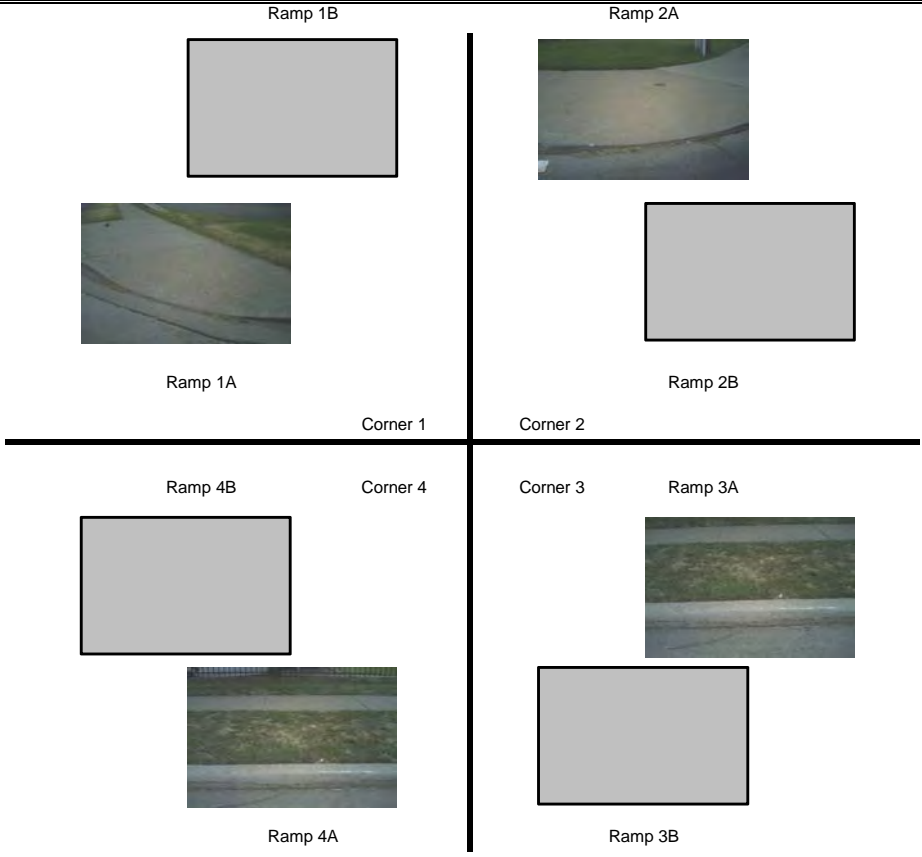 Ramp 1B Ramp 2A
Ramp 1A Ramp 2B
Corner 1 Corner 2
Ramp 4B Corner 4 Corner 3 Ramp 3A
Ramp 4A Ramp 3B